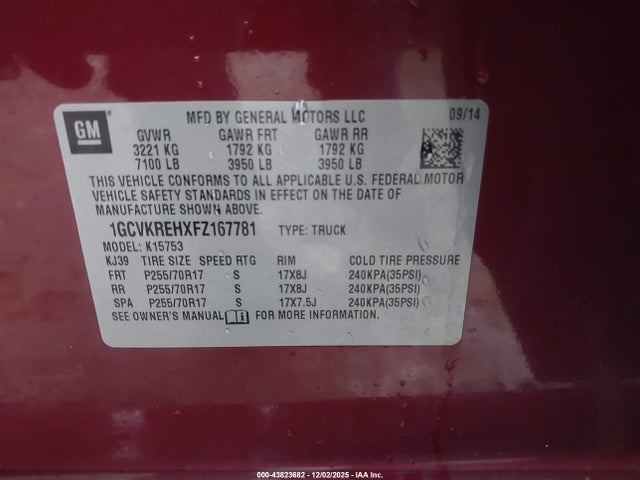 GM
MFD BY GENERAL MOTORS LLC 09/14
GVWR GAWR FRT GAWR RR
3221 KG 1792 KG 1792 KG
7100 LB 3950 LB 3950 LB
THIS VEHICLE CONFORMS TO ALL APPLICABLE U.S. FEDERAL MOTOR
VEHICLE SAFETY STANDARDS IN EFFECT ON THE DATE OF
MANUFACTURE SHOWN ABOVE.
1GCVKREHXFZ167781 TYPE: TRUCK
MODEL: K15753
KJ39 TIRE SIZE SPEED RTG RIM COLD TIRE PRESSURE
FRT P255/70R17 S 17X8J 240KPA(35PSI)
RR P255/70R17 S 17X8J 240KPA(35PSI)
SPA P255/70R17 S 17X7.5J 240KPA(35PSI)
SEE OWNER'S MANUAL FOR MORE INFORMATION.
000-43823682 - 12/02/2025 - IAA Inc.